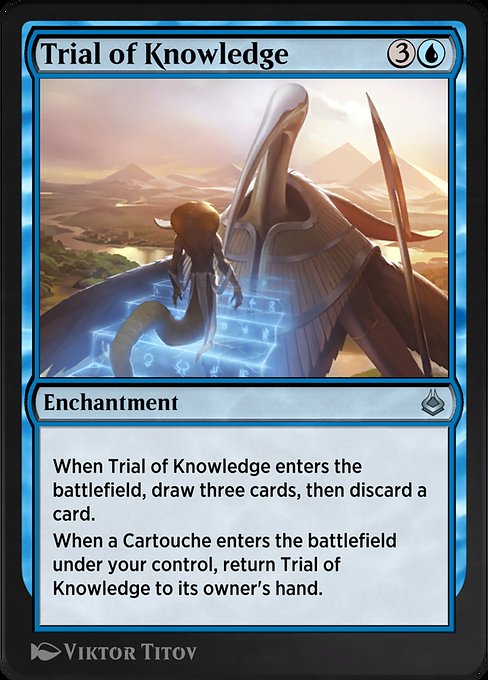 Trial of Knowledge 3
Enchantment
When Trial of Knowledge enters the
battlefield, draw three cards, then discard a
card.
When a Cartouche enters the battlefield
under your control, return Trial of
Knowledge to its owner's hand.
Viktor Titov